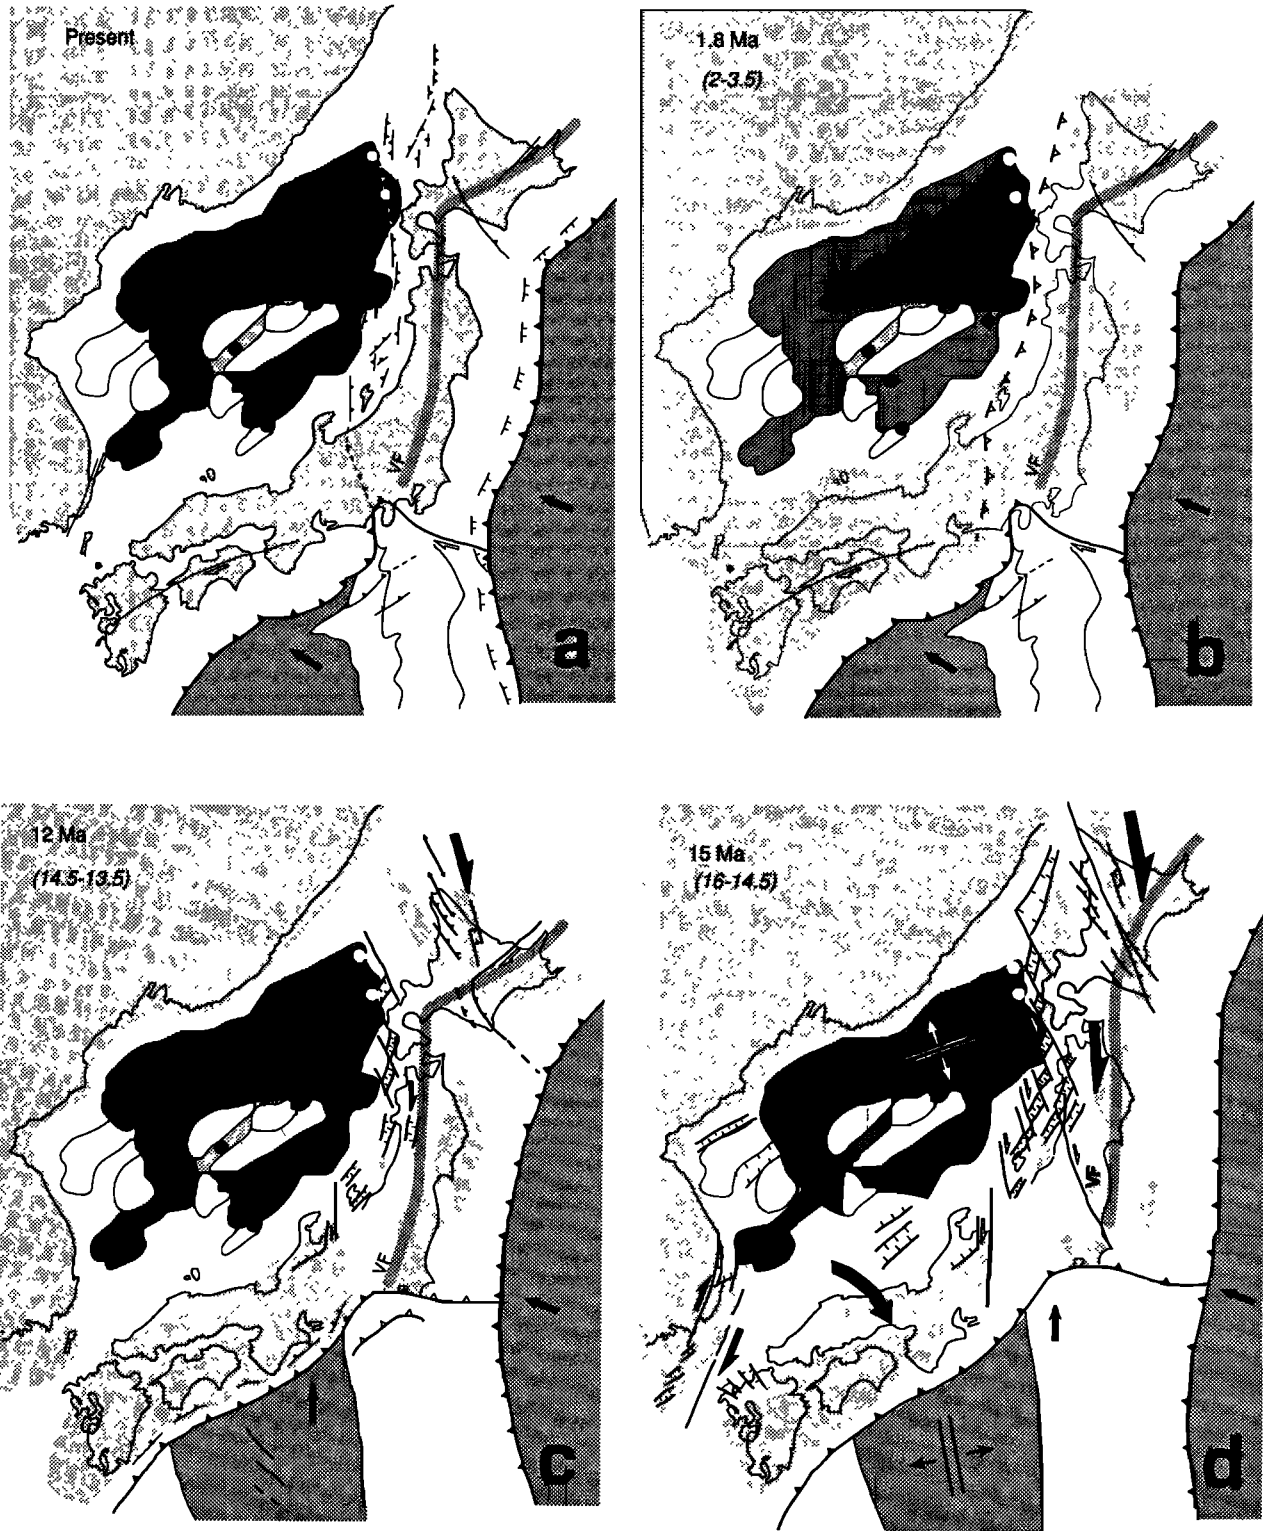 Present
VF
a
1.8 Ma
(2-3.5)
VF
b
12 Ma
(14.5-13.5)
VF
c
15 Ma
(16-14.5)
VF
d